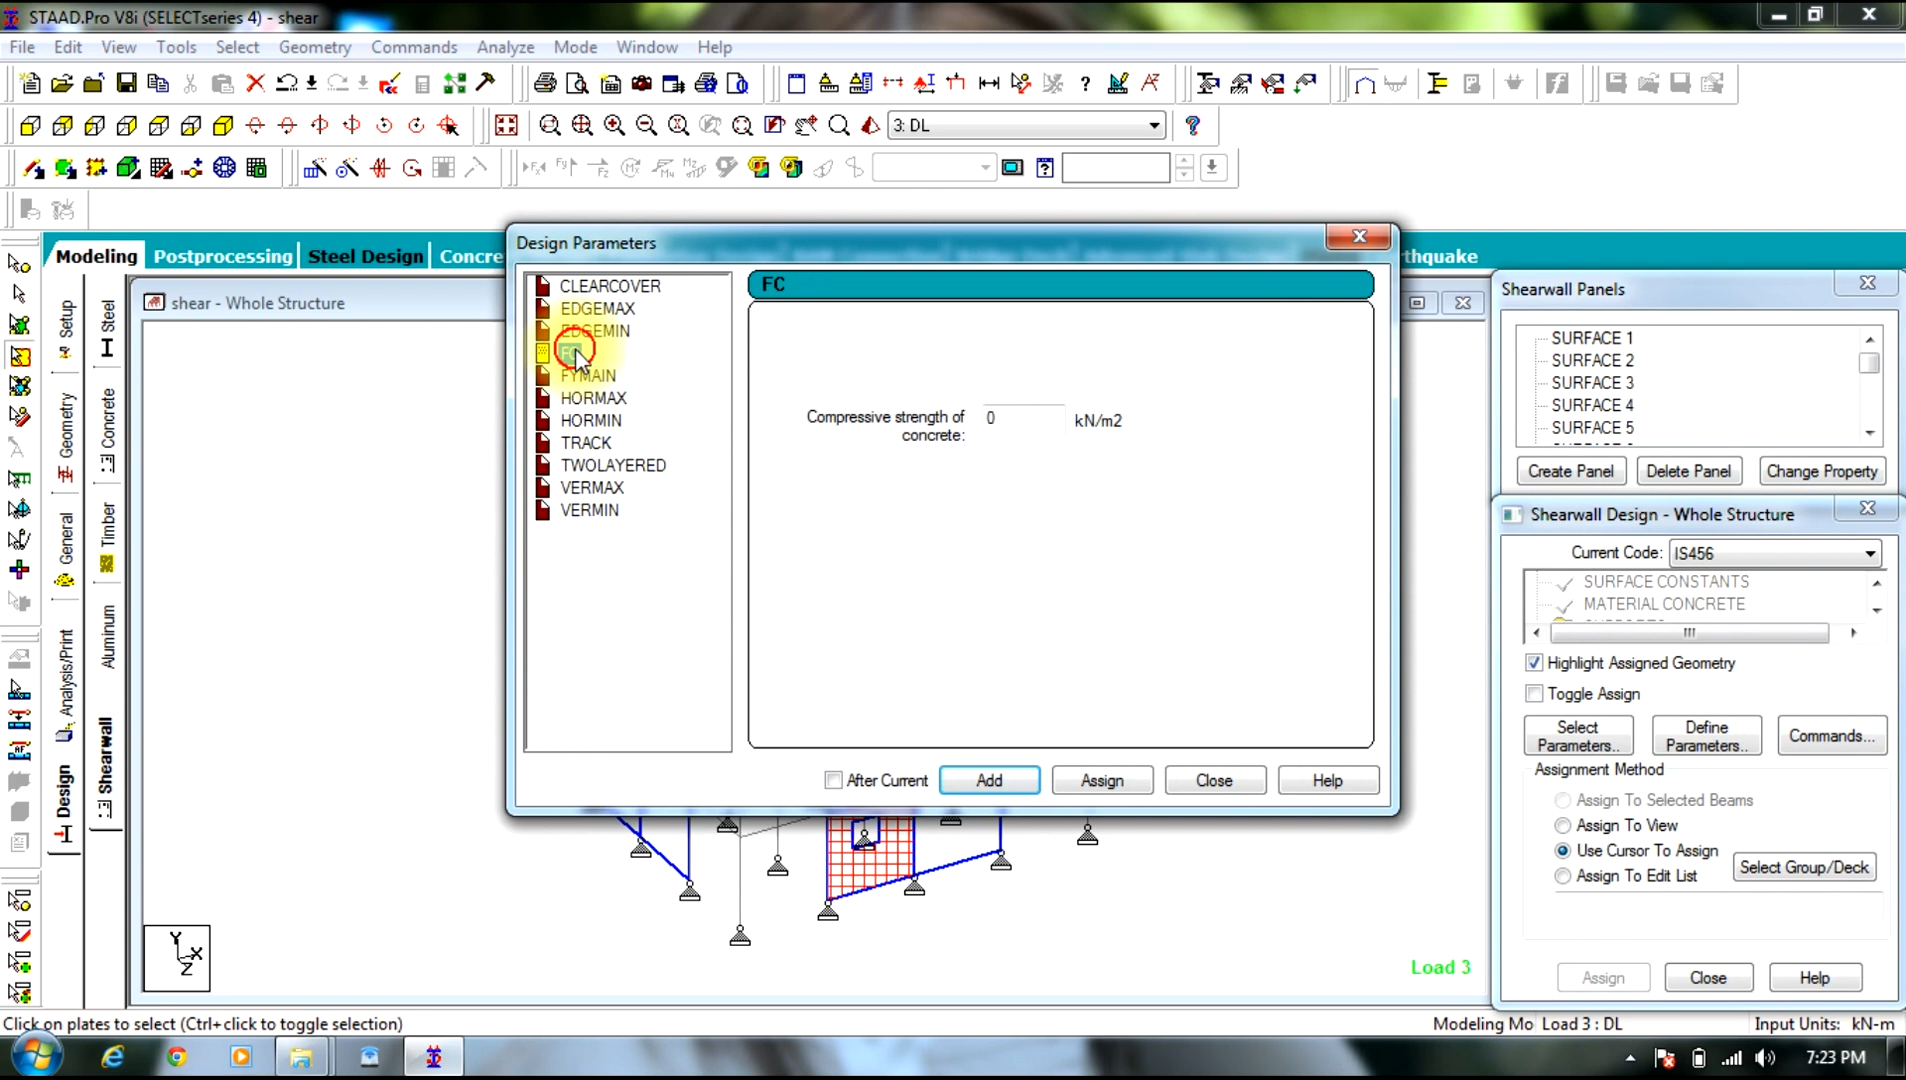 STAAD.Pro V8i (SELECTseries 4) - shear
File Edit View Tools Select Geometry Commands Analyze Mode Window Help
3: DL
Modeling Postprocessing Steel Design Concre
thquake
shear - Whole Structure
Setup
Geometry
General
Analysis/Print
Design
Steel
Concrete
Timber
Aluminum
Shearwall
Design Parameters
CLEARCOVER
EDGEMAX
EDGEMIN
FC
FYMAIN
HORMAX
HORMIN
TRACK
TWOLAYERED
VERMAX
VERMIN
FC
Compressive strength of
concrete:
0
kN/m2
After Current
Add
Assign
Close
Help
Shearwall Panels
SURFACE 1
SURFACE 2
SURFACE 3
SURFACE 4
SURFACE 5
Create Panel
Delete Panel
Change Property
Shearwall Design - Whole Structure
Current Code: IS456
SURFACE CONSTANTS
MATERIAL CONCRETE
Highlight Assigned Geometry
Toggle Assign
Select
Parameters..
Define
Parameters..
Commands...
Assignment Method
Assign To Selected Beams
Assign To View
Use Cursor To Assign
Assign To Edit List
Select Group/Deck
Assign
Close
Help
Y
X
Z
Load 3
Click on plates to select (Ctrl+click to toggle selection)
Modeling Mo
Load 3 : DL
Input Units: kN-m
7:23 PM